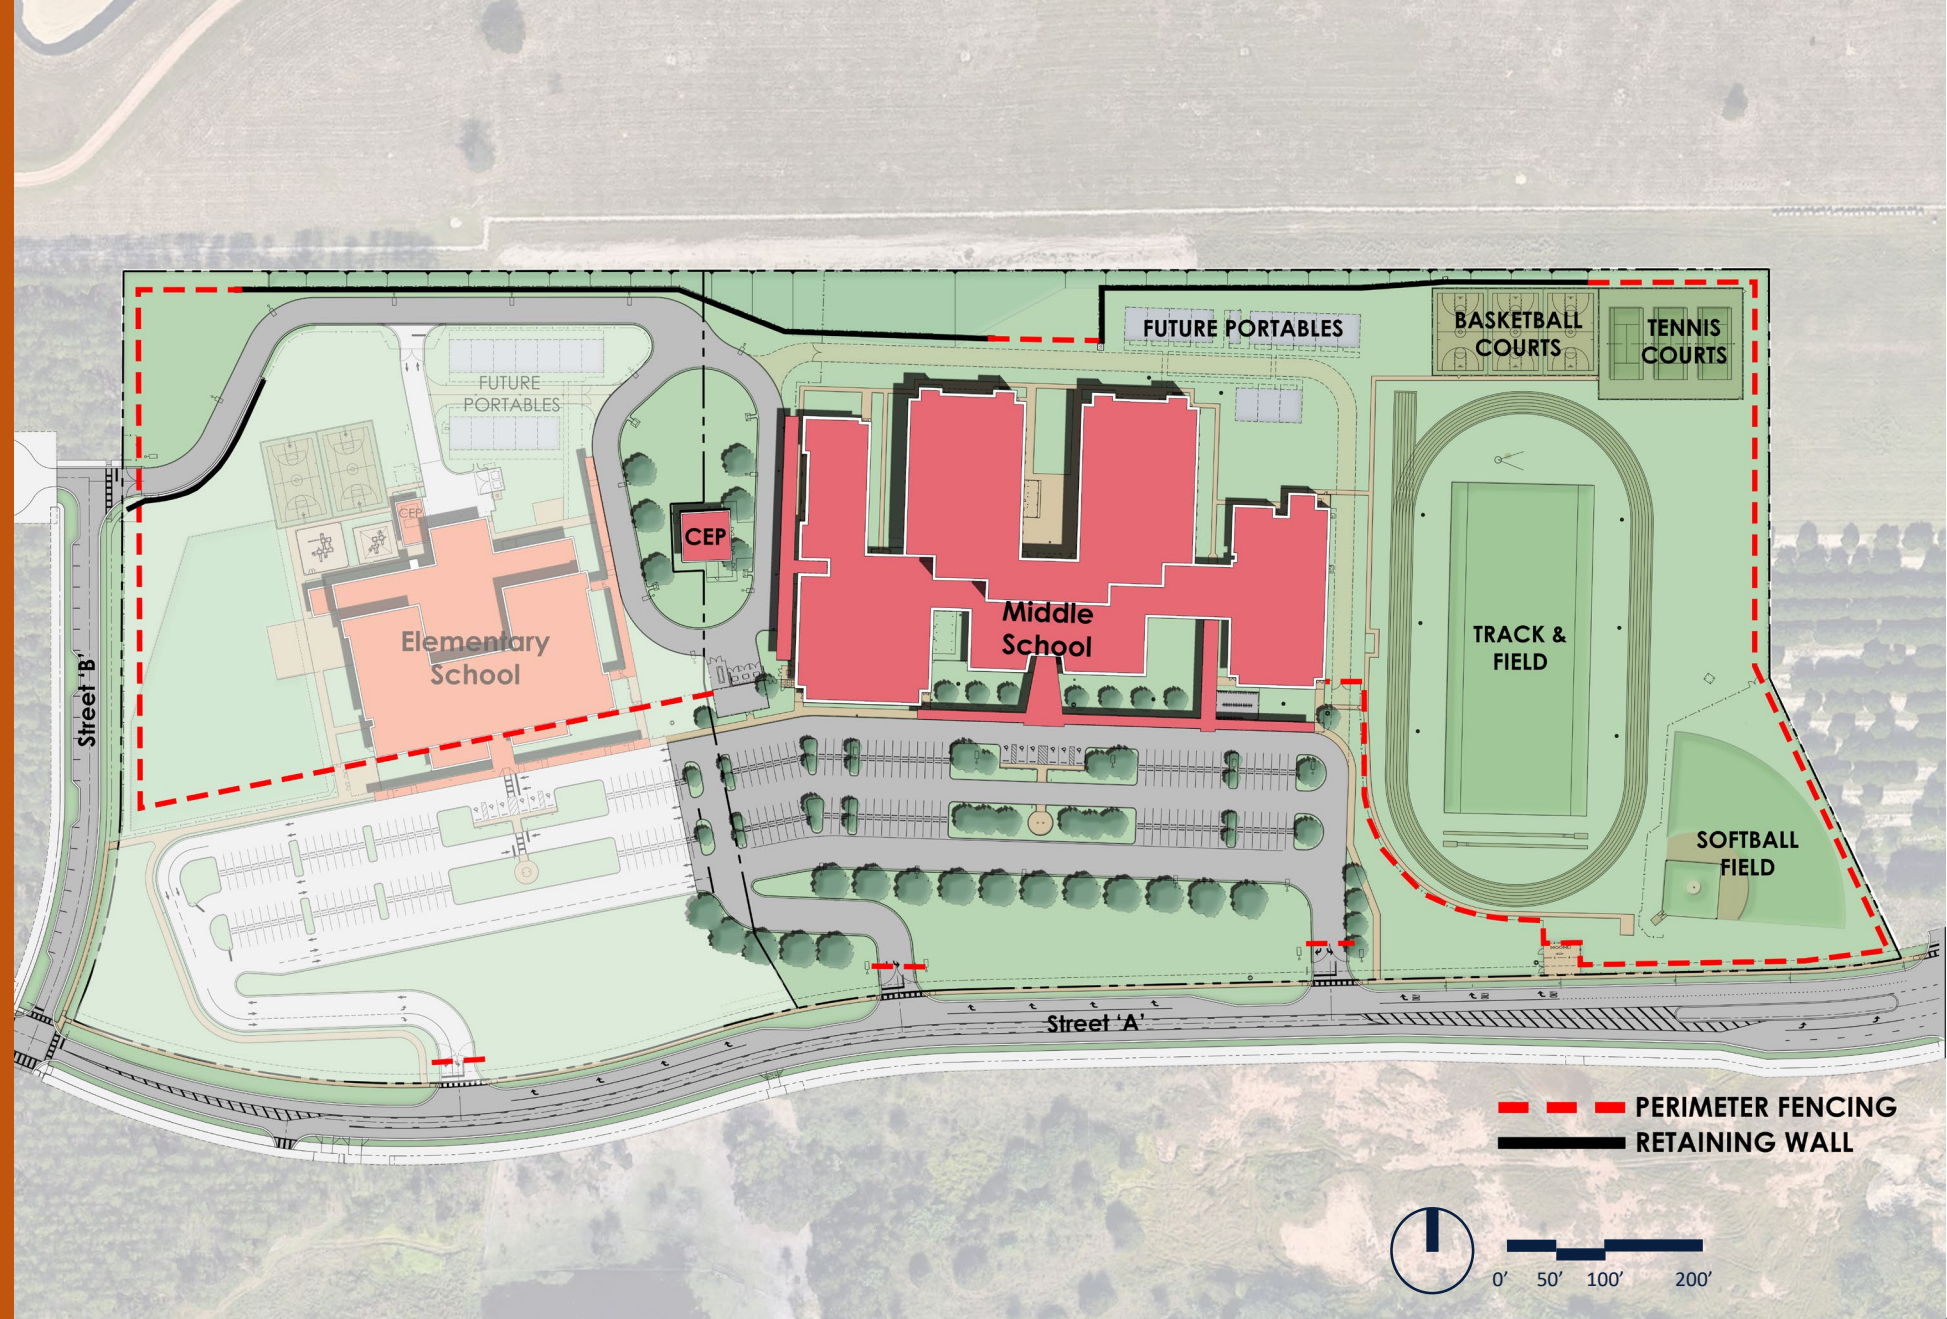 FUTURE PORTABLES
BASKETBALL
COURTS
TENNIS
COURTS
FUTURE
PORTABLES
CEP
CEP
Middle
School
Elementary
School
TRACK &
FIELD
Street 'B'
SOFTBALL
FIELD
Street 'A'
PERIMETER FENCING
RETAINING WALL
0' 50' 100' 200'